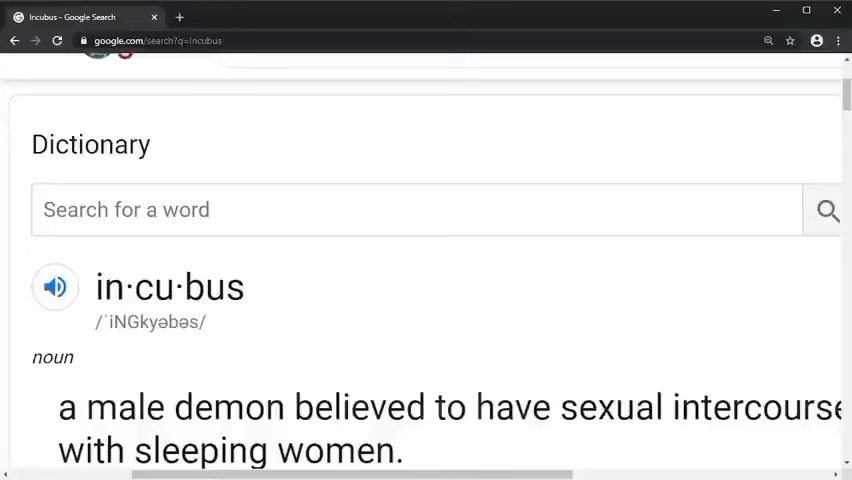 Incubus - Google Search
google.com/search?q=Incubus
Dictionary
Search for a word
in·cu·bus
/ˈiNGkyəbəs/
noun
a male demon believed to have sexual intercourse
with sleeping women.